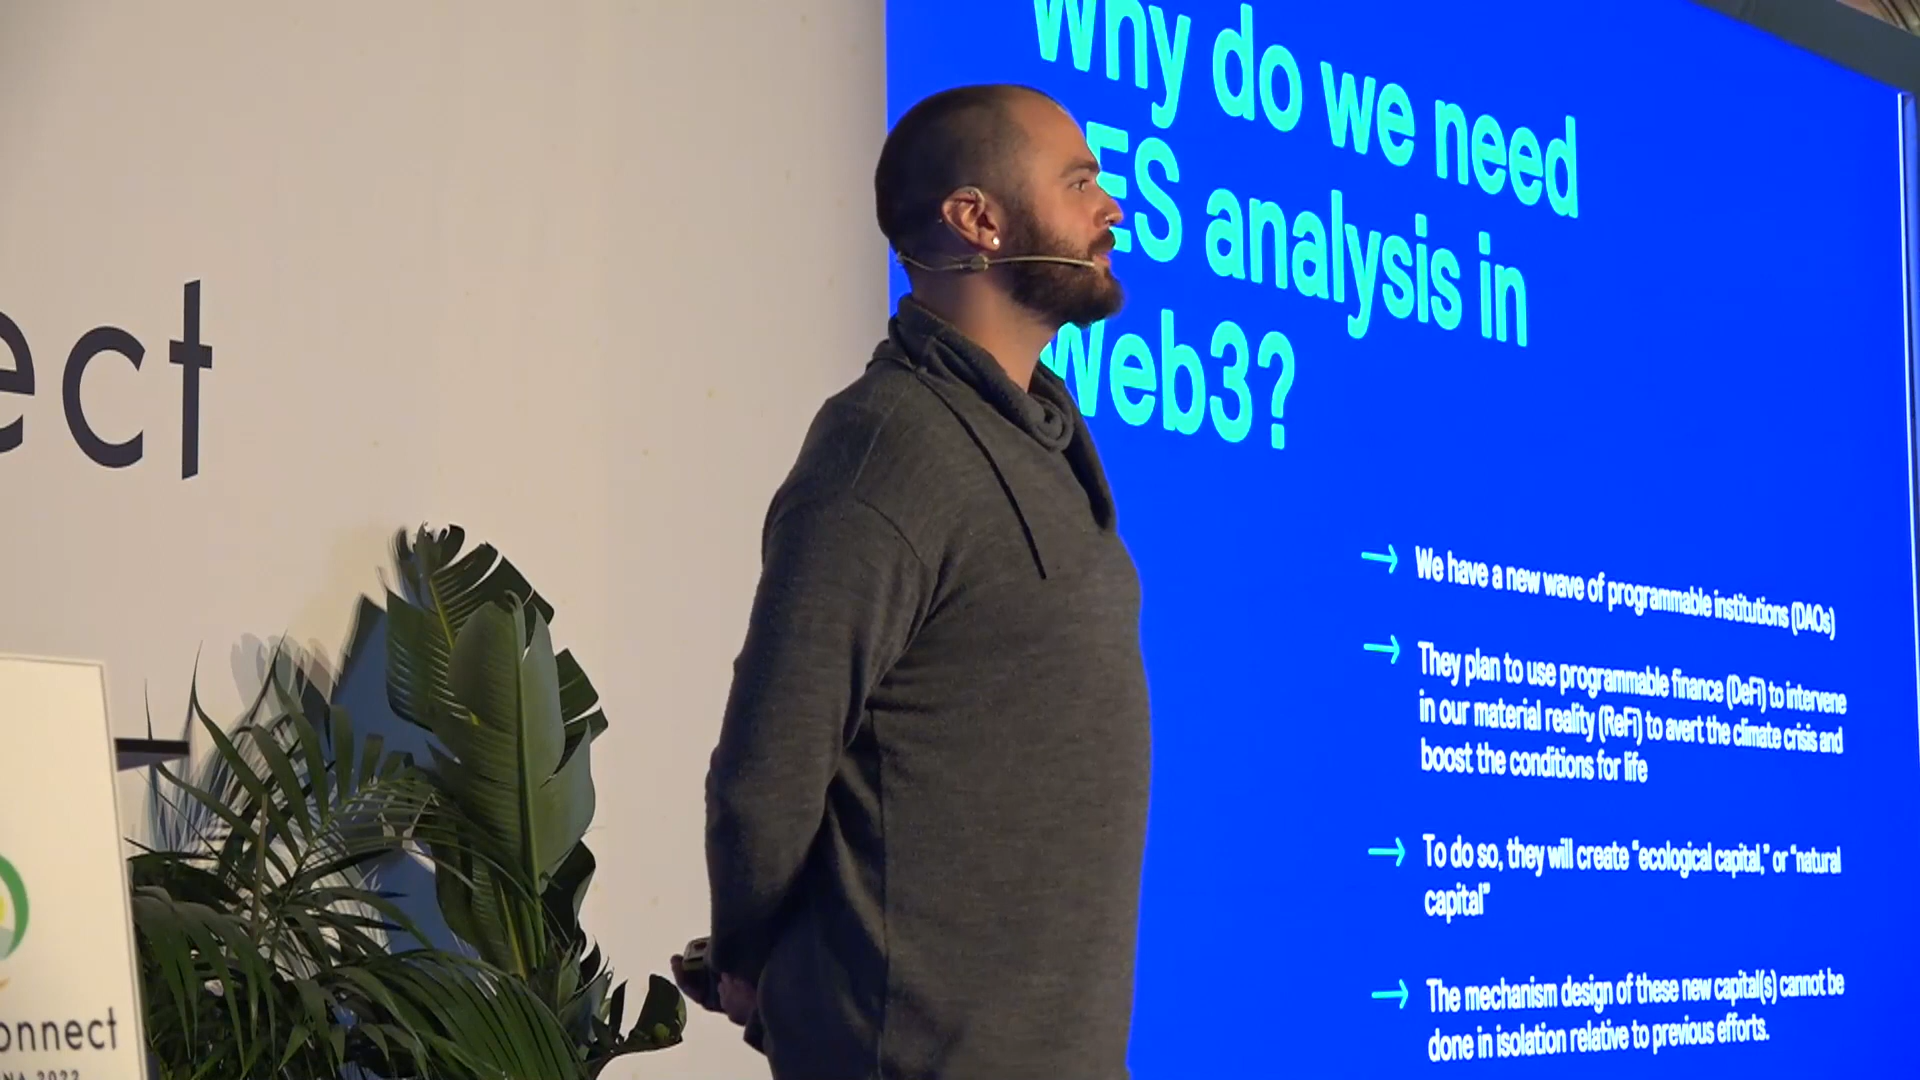 Why do we need
ES analysis in
Web3?
→ We have a new wave of programmable institutions (DAOs)
→ They plan to use programmable finance (DeFi) to intervene
in our material reality (ReFi) to avert the climate crisis and
boost the conditions for life
→ To do so, they will create "ecological capital," or "natural
capital"
→ The mechanism design of these new capital(s) cannot be
done in isolation relative to previous efforts.
ect
onnect
NA 2022